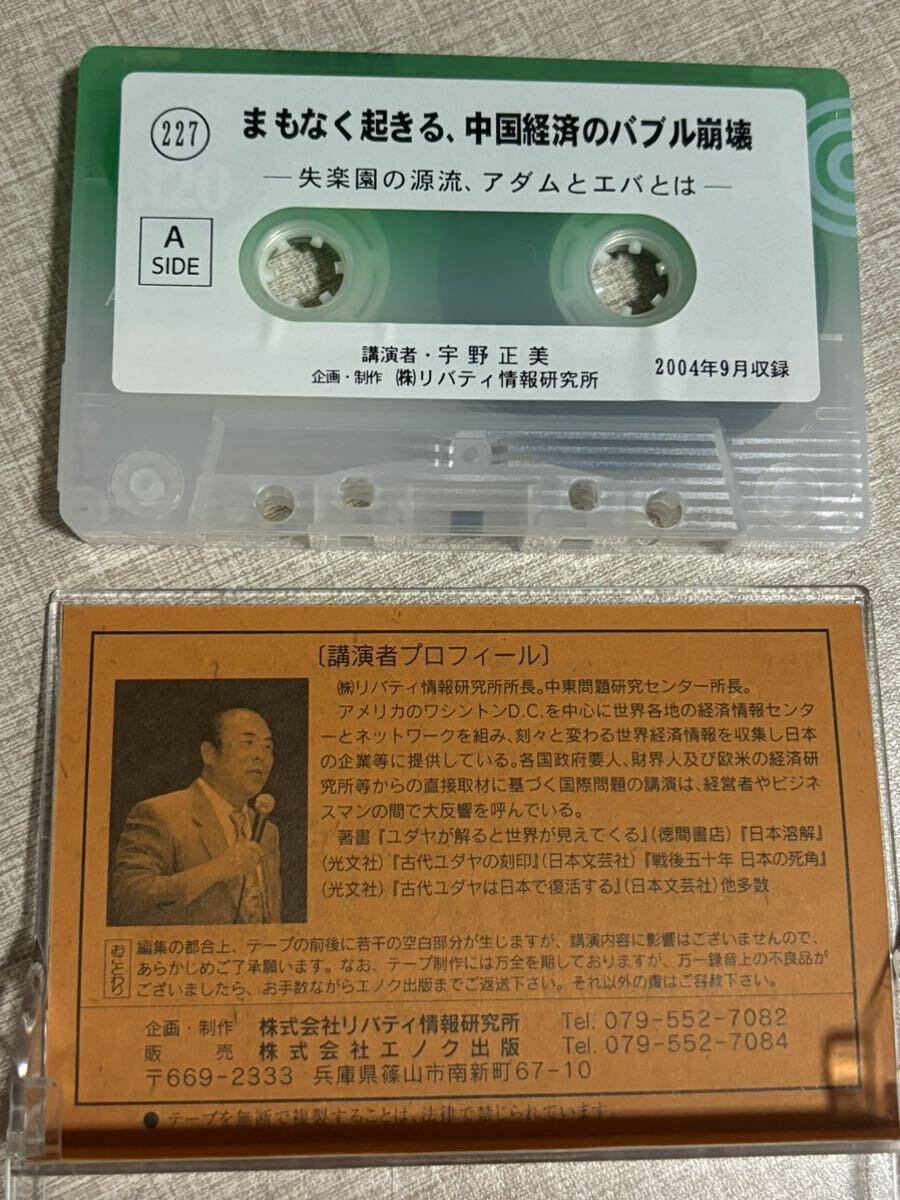 227
まもなく起きる、中国経済のバブル崩壊
―失楽園の源流、アダムとエバとは―
A
SIDE
講演者・宇野正美
企画・制作 ㈱リバティ情報研究所
2004年9月収録
〔講演者プロフィール〕
㈱リバティ情報研究所所長。中東問題研究センター所長。
アメリカのワシントンD.C.を中心に世界各地の経済情報センタ
ーとネットワークを組み、刻々と変わる世界経済情報を収集し日本
の企業等に提供している。各国政府要人、財界人及び欧米の経済研
究所等からの直接取材に基づく国際問題の講演は、経営者やビジネ
スマンの間で大反響を呼んでいる。
著書『ユダヤが解ると世界が見えてくる』(徳間書店)『日本溶解』
(光文社)『古代ユダヤの刻印』(日本文芸社)『戦後五十年 日本の死角』
(光文社)『古代ユダヤは日本で復活する』(日本文芸社)他多数
おことわり
編集の都合上、テープの前後に若干の空白部分が生じますが、講演内容に影響はございませんので、
あらかじめご了承願います。なお、テープ制作には万全を期しておりますが、万一録音上の不良品が
ございましたら、お手数ながらエノク出版までご返送下さい。それ以外の責はご容赦下さい。
企画・制作 株式会社リバティ情報研究所 Tel. 079-552-7082
販売 株式会社エノク出版 Tel. 079-552-7084
〒669-2333 兵庫県篠山市南新町67-10
● テープを無断で複製することは、法律で禁じられています。